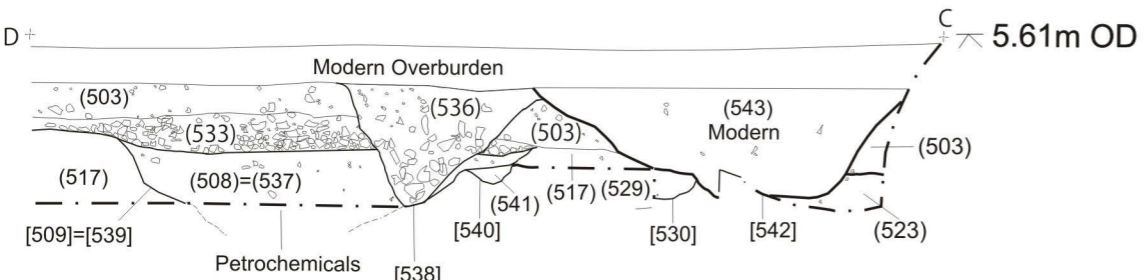 C
D
5.61m OD
Modern Overburden
(503)
(536)
(543)
Modern
(533)
(503)
(503)
(517)
(508)=(537)
(541)
(517)
(529)
(523)
[509]=[539]
[540]
[530]
[542]
Petrochemicals
[538]